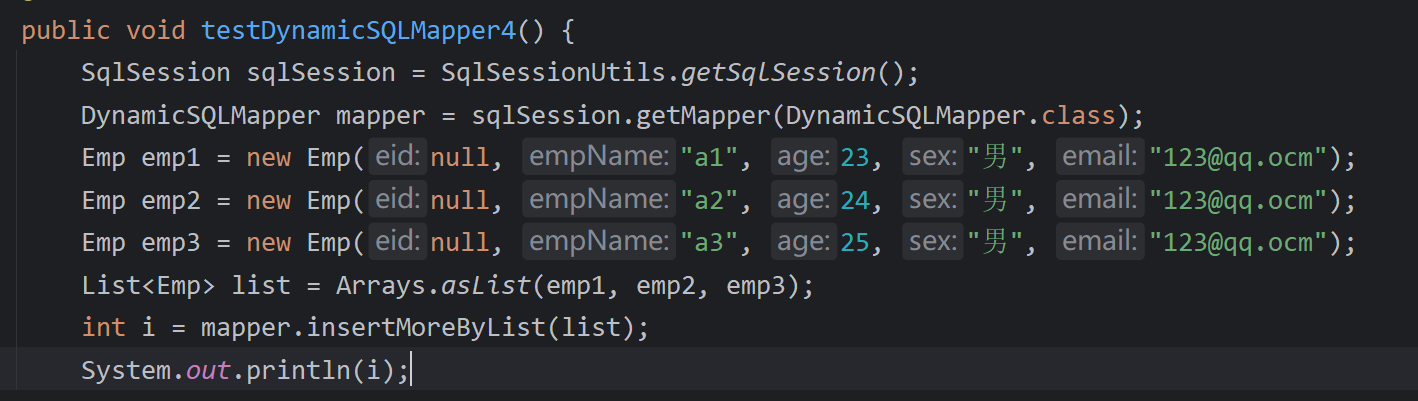 public void testDynamicSQLMapper4() {
SqlSession sqlSession = SqlSessionUtils.getSqlSession();
DynamicSQLMapper mapper = sqlSession.getMapper(DynamicSQLMapper.class);
Emp emp1 = new Emp( eid: null, empName: "a1", age: 23, sex: "男", email: "123@qq.ocm");
Emp emp2 = new Emp( eid: null, empName: "a2", age: 24, sex: "男", email: "123@qq.ocm");
Emp emp3 = new Emp( eid: null, empName: "a3", age: 25, sex: "男", email: "123@qq.ocm");
List<Emp> list = Arrays.asList(emp1, emp2, emp3);
int i = mapper.insertMoreByList(list);
System.out.println(i);